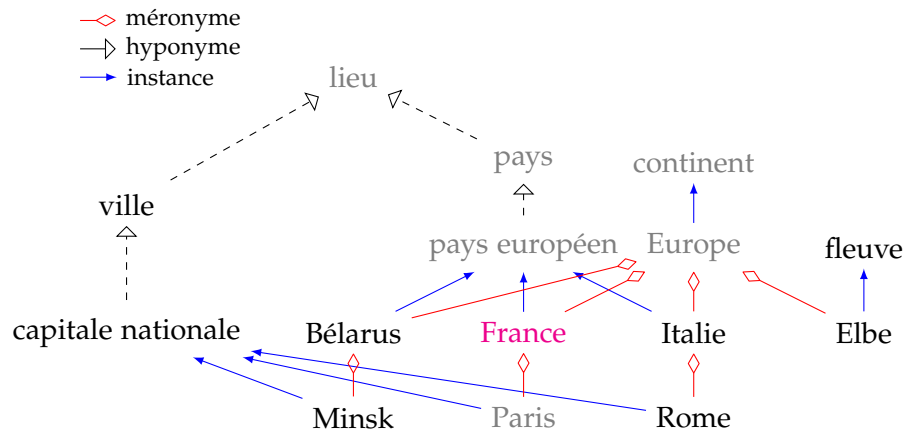 méronyme
hyponyme
instance
lieu
pays
continent
ville
pays européen
Europe
fleuve
capitale nationale
Bélarus
France
Italie
Elbe
Minsk
Paris
Rome